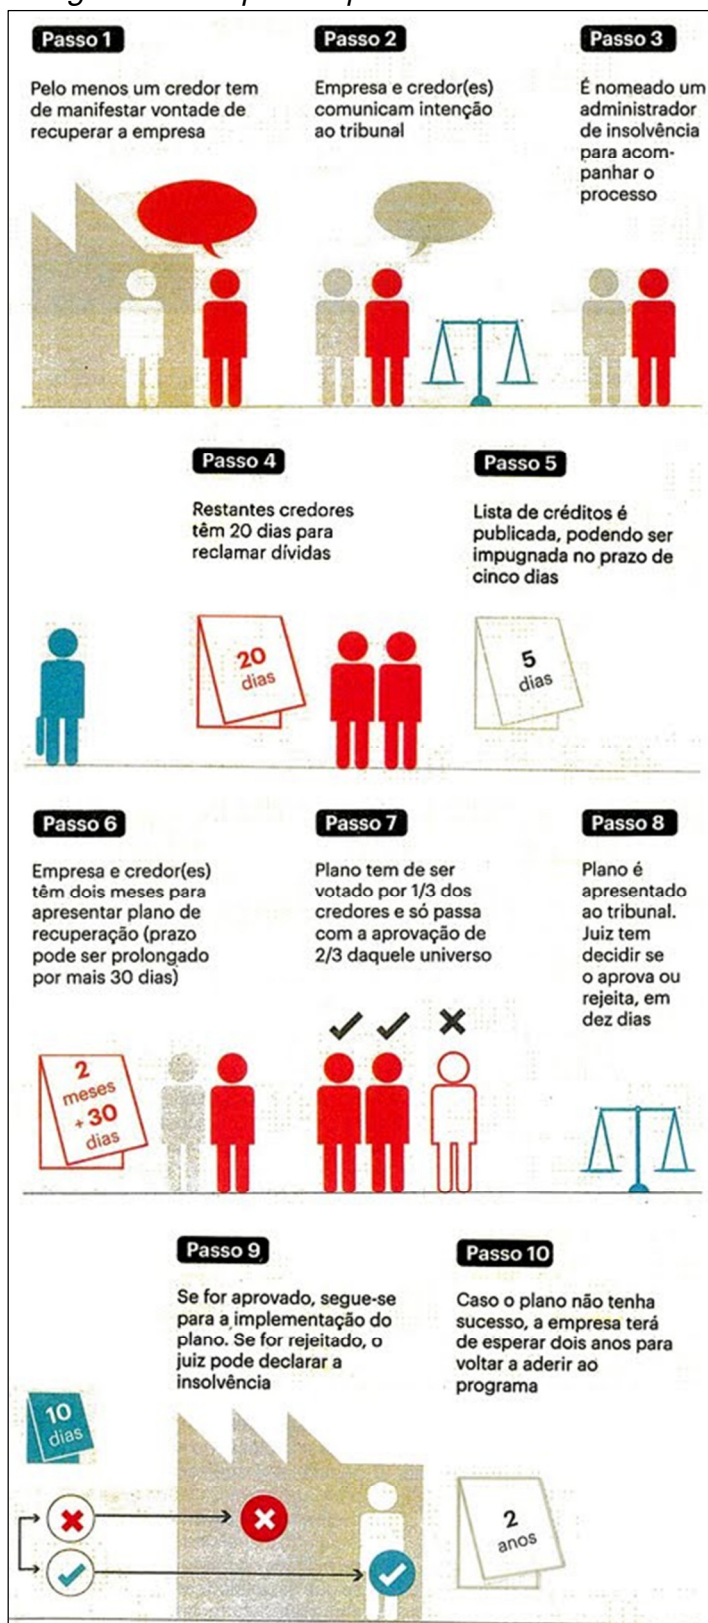 Passo 1
Pelo menos um credor tem
de manifestar vontade de
recuperar a empresa
Passo 2
Empresa e credor(es)
comunicam intenção
ao tribunal
Passo 3
É nomeado um
administrador
de insolvência
para acom-
panhar o
processo
Passo 4
Restantes credores
têm 20 dias para
reclamar dívidas
20
dias
Passo 5
Lista de créditos é
publicada, podendo ser
impugnada no prazo de
cinco dias
5
dias
Passo 6
Empresa e credor(es)
têm dois meses para
apresentar plano de
recuperação (prazo
pode ser prolongado
por mais 30 dias)
2
meses
+ 30
dias
Passo 7
Plano tem de ser
votado por 1/3 dos
credores e só passa
com a aprovação de
2/3 daquele universo
Passo 8
Plano é
apresentado
ao tribunal.
Juiz tem
decidir se
o aprova ou
rejeita, em
dez dias
10
dias
Passo 9
Se for aprovado, segue-se
para a implementação do
plano. Se for rejeitado, o
juiz pode declarar a
insolvência
Passo 10
Caso o plano não tenha
sucesso, a empresa terá
de esperar dois anos para
voltar a aderir ao
programa
2
anos